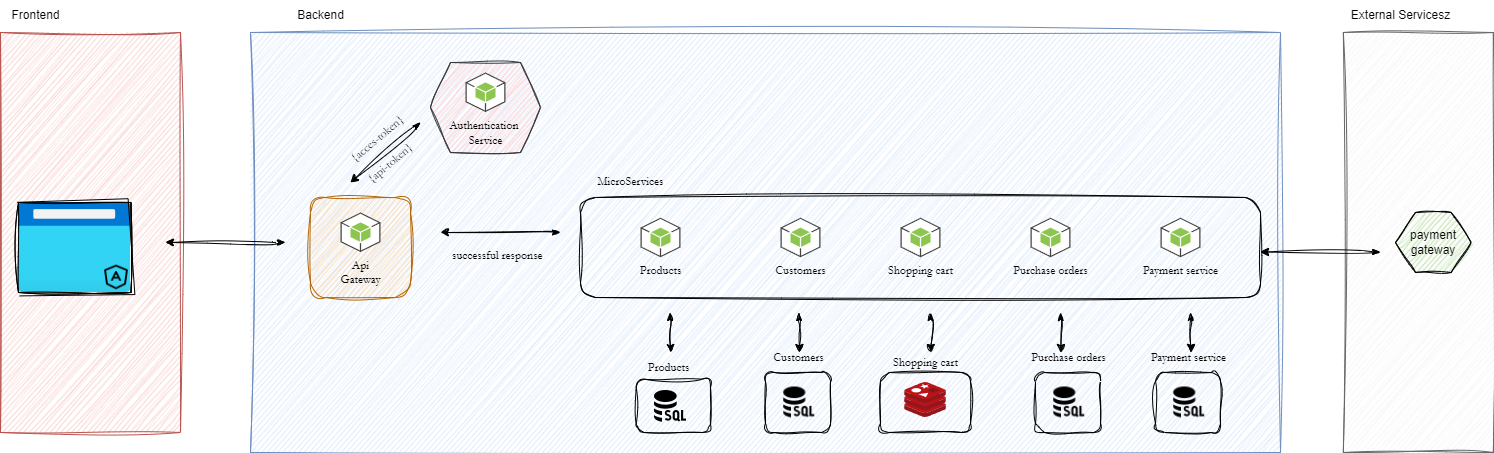 Frontend
Backend
External Servicesz
Authentication
Service
{acces-token}
{api-token}
MicroServices
Api
Gateway
successful response
Products
Customers
Shopping cart
Purchase orders
Payment service
payment
gateway
Products
Customers
Shopping cart
Purchase orders
Payment service
SQL
SQL
SQL
SQL
A